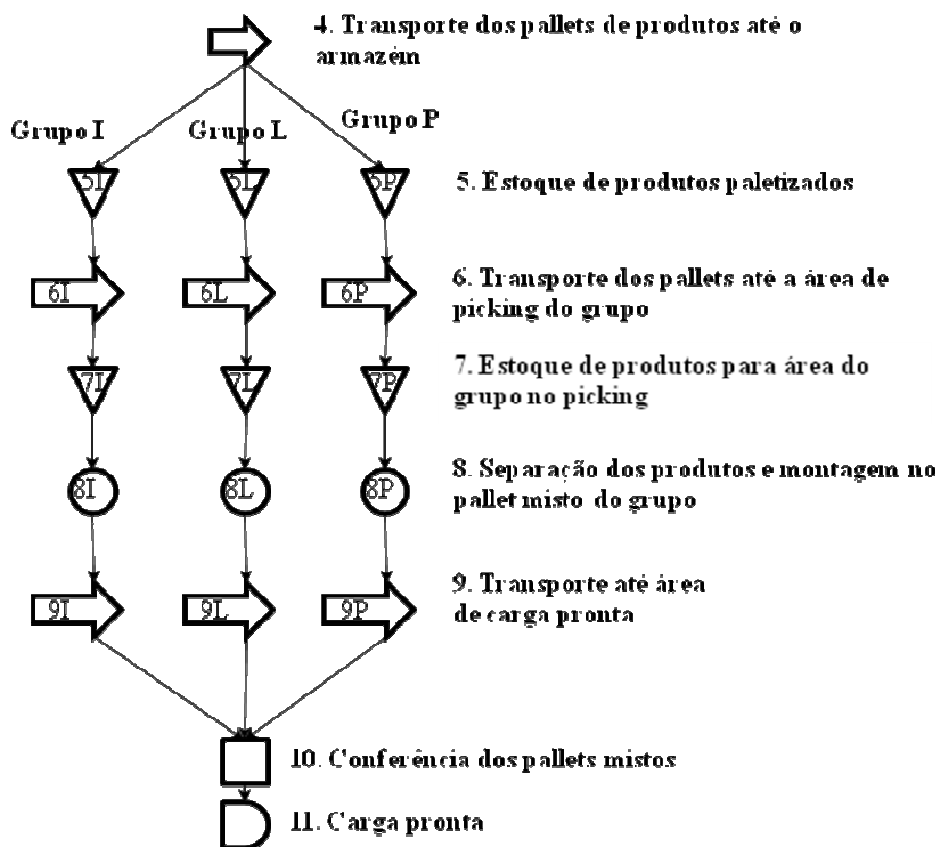 4. Transporte dos pallets de produtos até o
armazém
Grupo I
Grupo L
Grupo P
5I
5L
5P
5. Estoque de produtos paletizados
6I
6L
6P
6. Transporte dos pallets até a área de
picking do grupo
7I
7L
7P
7. Estoque de produtos para área do
grupo no picking
8I
8L
8P
8. Separação dos produtos e montagem no
pallet misto do grupo
9I
9L
9P
9. Transporte até área
de carga pronta
10. Conferência dos pallets mistos
11. Carga pronta